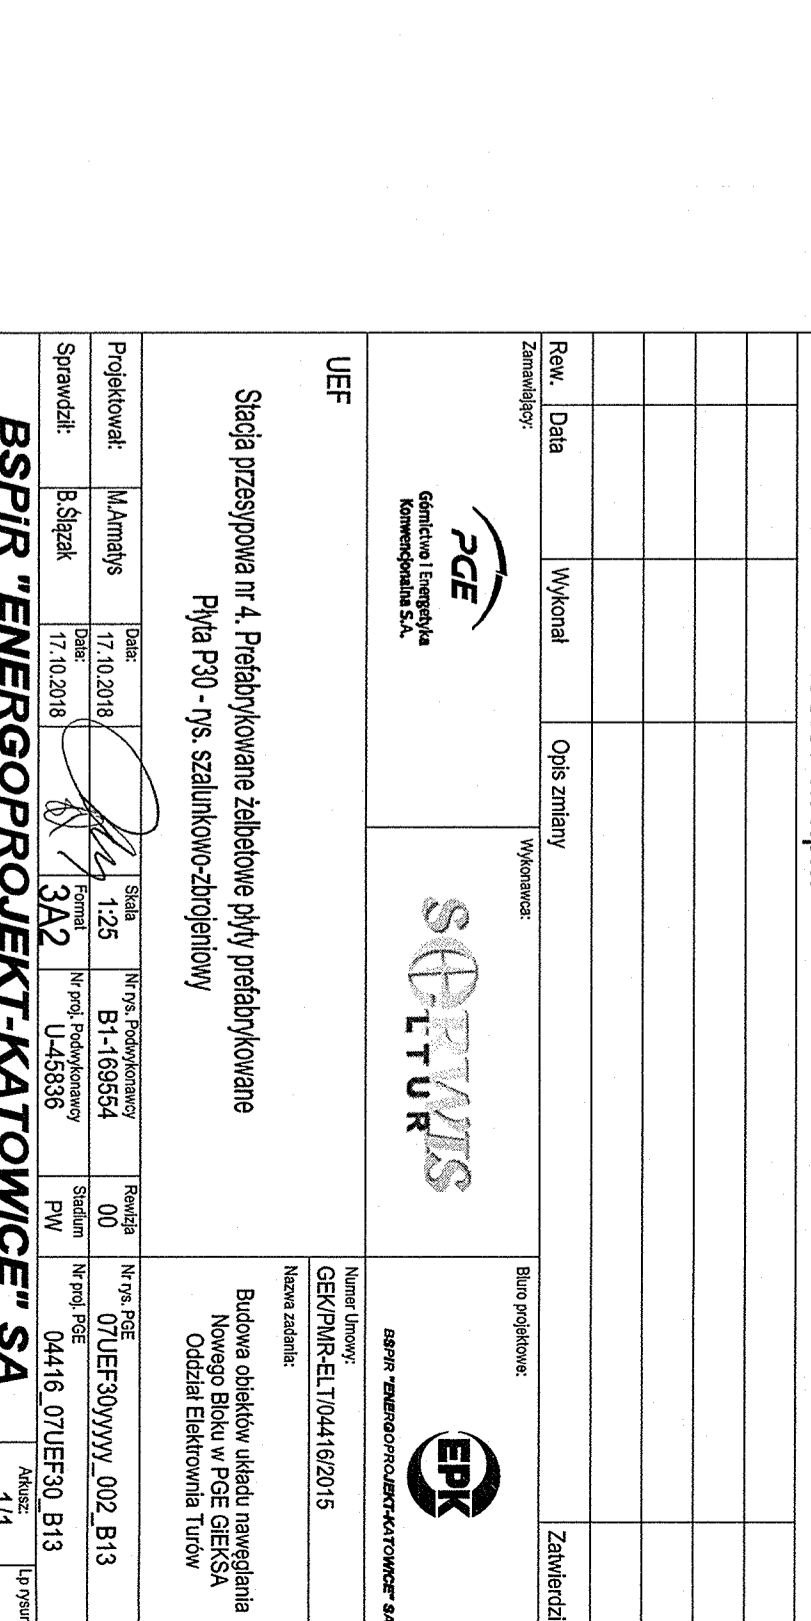 Rew.
Data
Wykonał
Opis zmiany
Zamawiający:
PGE
Górnictwo i Energetyka
Konwencjonalna S.A.
Wykonawca:
SERWIS
LTUR
Biuro projektowe:
EPK
BSPiR "ENERGOPROJEKT-KATOWICE" SA
UEF
Stacja przesypowa nr 4. Prefabrykowane żelbetowe płyty prefabrykowane
Płyta P30 - rys. szalunkowo-zbrojeniowy
Numer Umowy:
GEK/PMR-ELT/04416/2015
Nazwa zadania:
Budowa obiektów układu nawęglania
Nowego Bloku w PGE GiEKSA
Oddział Elektrownia Turów
Projektował:
M.Armatys
Data:
17.10.2018
Skala
1:25
Nr rys. Podwykonawcy
B1-169554
Rewizja
00
Nr rys. PGE
07UEF30yyyyy_002_B13
Sprawdził:
B.Ślązak
Data:
17.10.2018
Format
3A2
Nr proj. Podwykonawcy
U-45836
Stadium
PW
Nr proj. PGE
04416_07UEF30_B13
BSPiR "ENERGOPROJEKT-KATOWICE" SA
Arkusz:
1/1